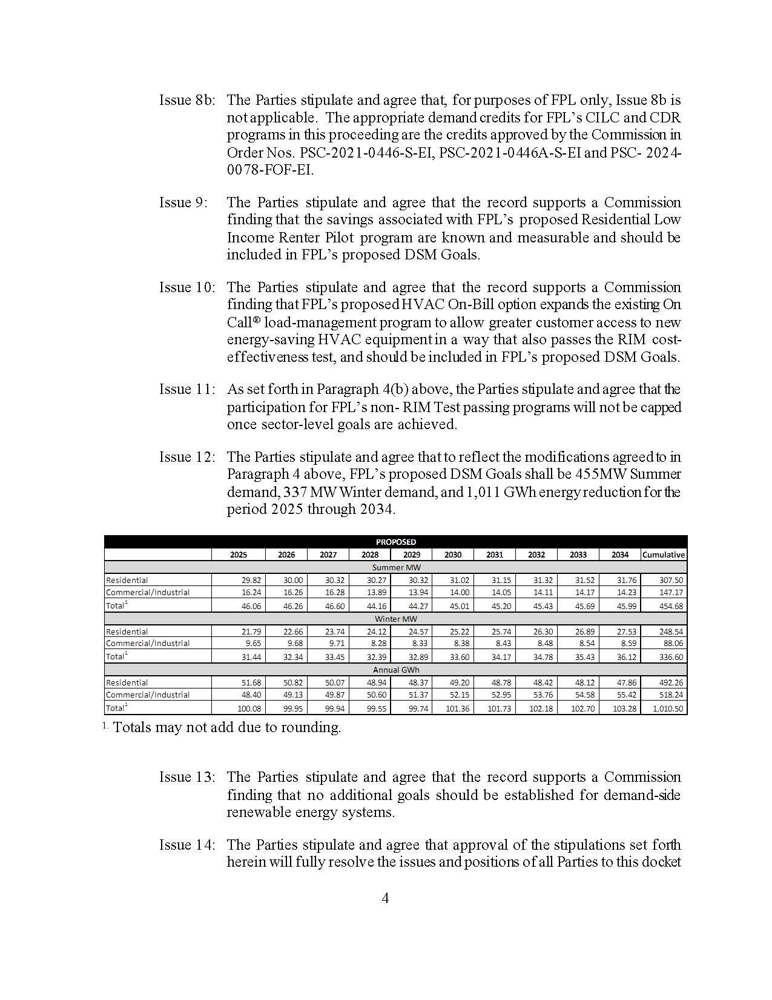 Issue 8b: The Parties stipulate and agree that, for purposes of FPL only, Issue 8b is
not applicable. The appropriate demand credits for FPL’s CILC and CDR
programs in this proceeding are the credits approved by the Commission in
Order Nos. PSC-2021-0446-S-EI, PSC-2021-0446A-S-EI and PSC- 2024-
0078-FOF-EI.
Issue 9: The Parties stipulate and agree that the record supports a Commission
finding that the savings associated with FPL’s proposed Residential Low
Income Renter Pilot program are known and measurable and should be
included in FPL’s proposed DSM Goals.
Issue 10: The Parties stipulate and agree that the record supports a Commission
finding that FPL’s proposed HVAC On-Bill option expands the existing On
Call® load-management program to allow greater customer access to new
energy-saving HVAC equipment in a way that also passes the RIM cost-
effectiveness test, and should be included in FPL’s proposed DSM Goals.
Issue 11: As set forth in Paragraph 4(b) above, the Parties stipulate and agree that the
participation for FPL’s non- RIM Test passing programs will not be capped
once sector-level goals are achieved.
Issue 12: The Parties stipulate and agree that to reflect the modifications agreed to in
Paragraph 4 above, FPL’s proposed DSM Goals shall be 455MW Summer
demand, 337 MW Winter demand, and 1,011 GWh energy reduction for the
period 2025 through 2034.
PROPOSED
2025 2026 2027 2028 2029 2030 2031 2032 2033 2034 Cumulative
Summer MW
Residential 29.82 30.00 30.32 30.27 30.32 31.02 31.15 31.32 31.52 31.76 307.50
Commercial/Industrial 16.24 16.26 16.28 13.89 13.94 14.00 14.05 14.11 14.17 14.23 147.17
Total1 46.06 46.26 46.60 44.16 44.27 45.01 45.20 45.43 45.69 45.99 454.68
Winter MW
Residential 21.79 22.66 23.74 24.12 24.57 25.22 25.74 26.30 26.89 27.53 248.54
Commercial/Industrial 9.65 9.68 9.71 8.28 8.33 8.38 8.43 8.48 8.54 8.59 88.06
Total1 31.44 32.34 33.45 32.39 32.89 33.60 34.17 34.78 35.43 36.12 336.60
Annual GWh
Residential 51.68 50.82 50.07 48.94 48.37 49.20 48.78 48.42 48.12 47.86 492.26
Commercial/Industrial 48.40 49.13 49.87 50.60 51.37 52.15 52.95 53.76 54.58 55.42 518.24
Total1 100.08 99.95 99.94 99.55 99.74 101.36 101.73 102.18 102.70 103.28 1,010.50
1. Totals may not add due to rounding.
Issue 13: The Parties stipulate and agree that the record supports a Commission
finding that no additional goals should be established for demand-side
renewable energy systems.
Issue 14: The Parties stipulate and agree that approval of the stipulations set forth
herein will fully resolve the issues and positions of all Parties to this docket
4